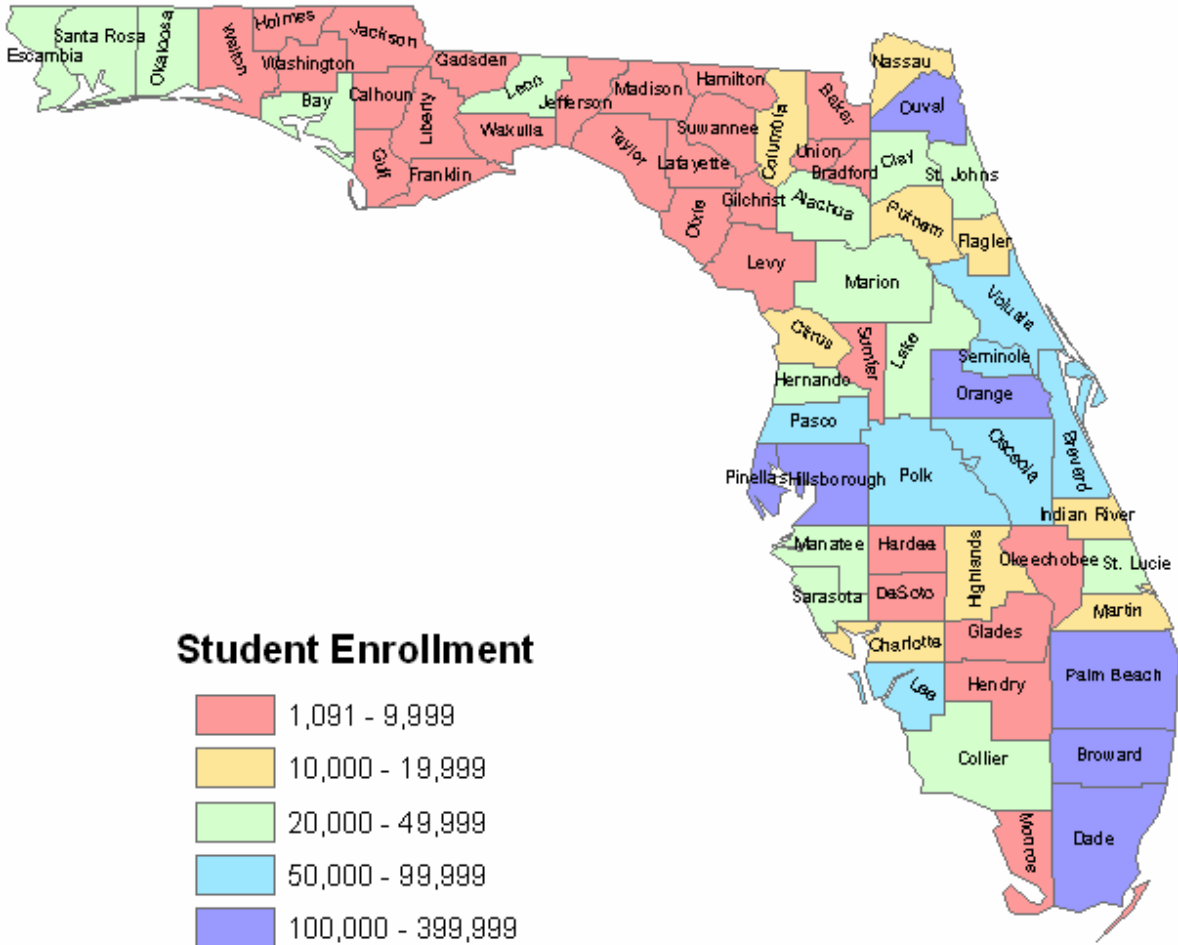 Holmes
Jackson
Santa Rosa
Escambia
Okaloosa
Walton
Washington
Bay
Calhoun
Liberty
Gulf
Franklin
Gadsden
Leon
Wakulla
Jefferson
Madison
Hamilton
Taylor
Suwannee
Lafayette
Dixie
Gilchrist
Columbia
Baker
Union
Bradford
Nassau
Duval
Clay
St. Johns
Alachua
Putnam
Flagler
Levy
Marion
Volusia
Citrus
Sumter
Lake
Seminole
Hernando
Orange
Pasco
Pinellas
Hillsborough
Polk
Osceola
Brevard
Indian River
Manatee
Hardee
Highlands
Okeechobee
St. Lucie
Sarasota
DeSoto
Martin
Charlotte
Glades
Lee
Hendry
Palm Beach
Collier
Broward
Monroe
Dade
Student Enrollment
1,091 - 9,999
10,000 - 19,999
20,000 - 49,999
50,000 - 99,999
100,000 - 399,999